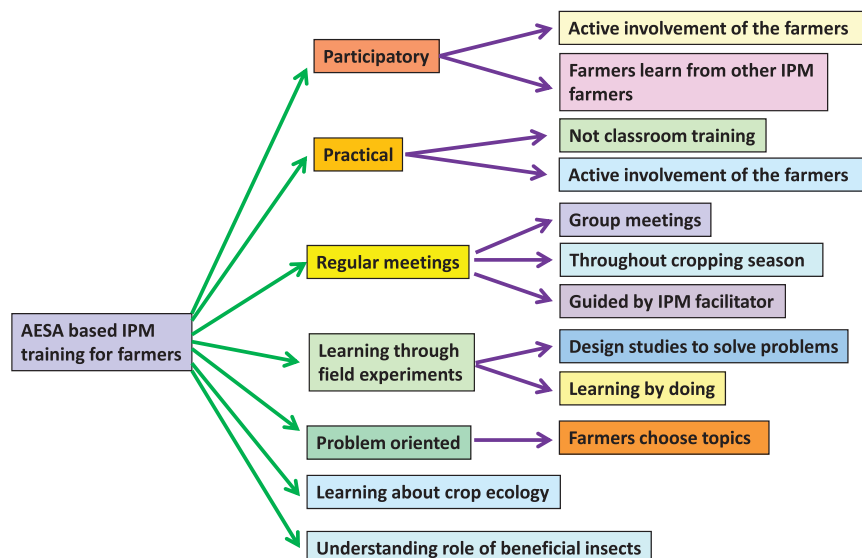 Active involvement of the farmers
Participatory
Farmers learn from other IPM
farmers
Not classroom training
Practical
Active involvement of the farmers
Group meetings
Regular meetings
Throughout cropping season
Guided by IPM facilitator
AESA based IPM
training for farmers
Learning through
field experiments
Design studies to solve problems
Learning by doing
Problem oriented
Farmers choose topics
Learning about crop ecology
Understanding role of beneficial insects